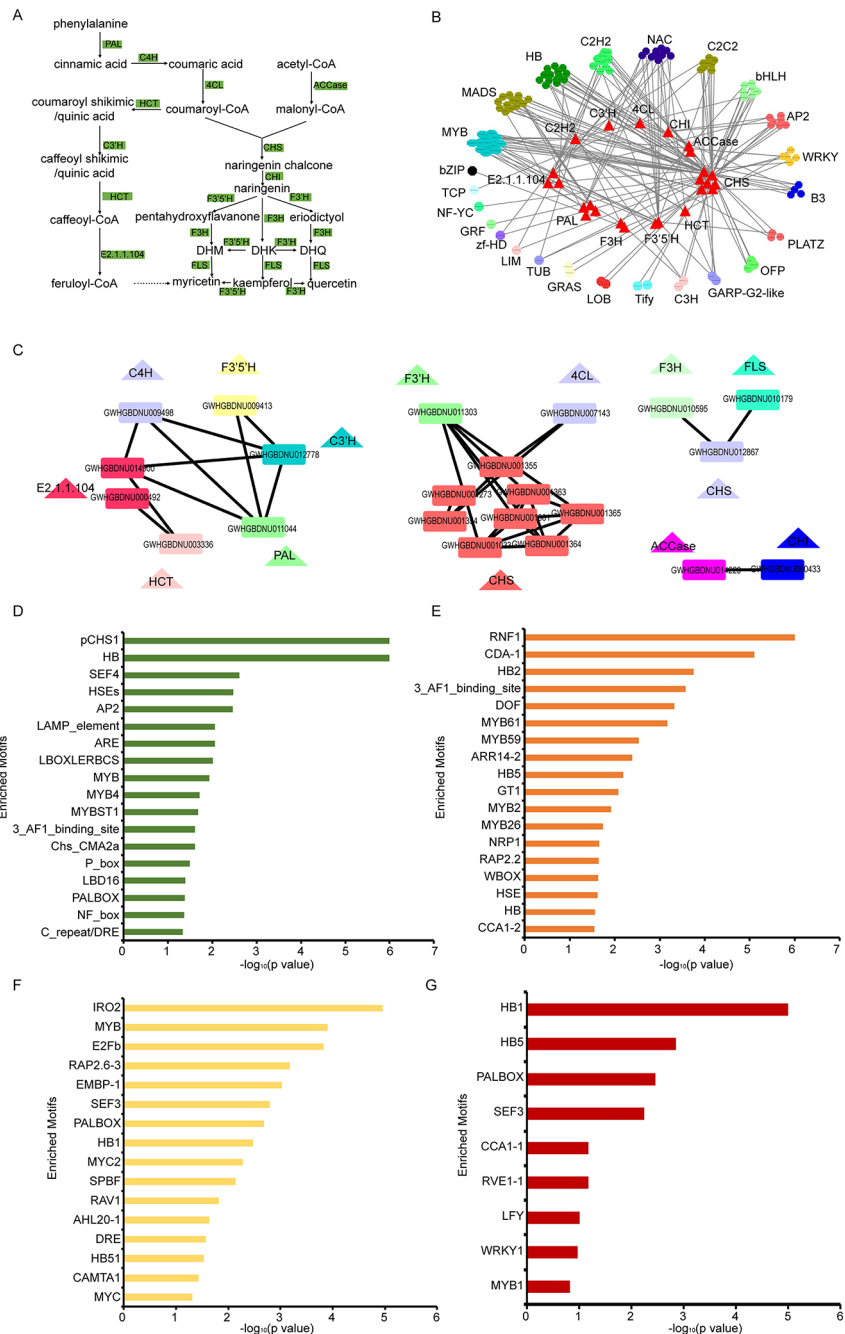 A
phenylalanine
PAL
cinnamic acid
C4H
coumaric acid
acetyl-CoA
4CL
ACCase
coumaroyl shikimic
/quinic acid
HCT
coumaroyl-CoA
malonyl-CoA
C3'H
CHS
naringenin chalcone
caffeoyl shikimic
/quinic acid
CHI
naringenin
HCT
F3'5'H
F3'H
pentahydroxyflavanone
F3H
eriodictyol
caffeoyl-CoA
F3H
F3H
DHM
F3'5'H
DHK
F3'H
DHQ
E2.1.1.104
FLS
FLS
FLS
feruloyl-CoA
myricetin
kaempferol
quercetin
F3'5'H
F3'H
B
NAC
C2H2
C2C2
HB
bHLH
MADS
C3'H
4CL
CHI
AP2
C2H2
ACCase
MYB
WRKY
bZIP
E2.1.1.104
CHS
TCP
B3
NF-YC
PAL
HCT
GRF
F3H
F3'5'H
PLATZ
zf-HD
LIM
OFP
TUB
GRAS
GARP-G2-like
LOB
Tify
C3H
C
C4H
F3'5'H
GWHGBDNU009498
GWHGBDNU009413
C3'H
GWHGBDNU012778
E2.1.1.104
GWHGBDNU000492
GWHGBDNU011044
GWHGBDNU003336
HCT
PAL
F3'H
4CL
GWHGBDNU011303
GWHGBDNU007143
GWHGBDNU001355
GWHGBDNU001365
GWHGBDNU001364
CHS
F3H
FLS
GWHGBDNU010595
GWHGBDNU010179
GWHGBDNU012867
CHS
ACCase
CHI
D
Enriched Motifs
pCHS1
HB
SEF4
HSEs
AP2
LAMP_element
ARE
LBOXLERBCS
MYB
MYB4
MYBST1
3_AF1_binding_site
Chs_CMA2a
P_box
LBD16
PALBOX
NF_box
C_repeat/DRE
0 1 2 3 4 5 6 7
-log₁₀(p value)
E
Enriched Motifs
RNF1
CDA-1
HB2
3_AF1_binding_site
DOF
MYB61
MYB59
ARR14-2
HB5
GT1
MYB2
MYB26
NRP1
RAP2.2
WBOX
HSE
HB
CCA1-2
0 1 2 3 4 5 6 7
-log₁₀(p value)
F
Enriched Motifs
IRO2
MYB
E2Fb
RAP2.6-3
EMBP-1
SEF3
PALBOX
HB1
MYC2
SPBF
RAV1
AHL20-1
DRE
HB51
CAMTA1
MYC
0 1 2 3 4 5 6
-log₁₀(p value)
G
Enriched Motifs
HB1
HB5
PALBOX
SEF3
CCA1-1
RVE1-1
LFY
WRKY1
MYB1
0 1 2 3 4 5 6
-log₁₀(p value)